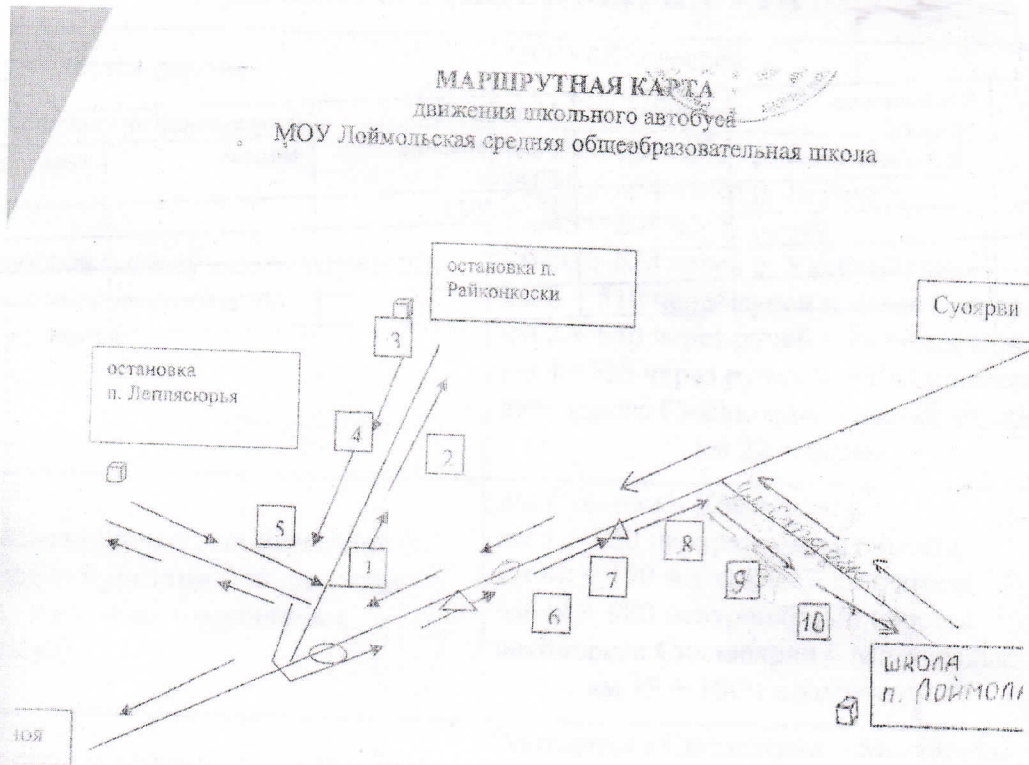 МАРШРУТНАЯ КАРТА
движения школьного автобуса
МОУ Лоймольская средняя общеобразовательная школа
остановка п.
Райконкоски
Суоярви
остановка
п. Леппясюрья
3
4
2
5
1
8
7
6
9
10
школа
п. ЛОЙМОЛА